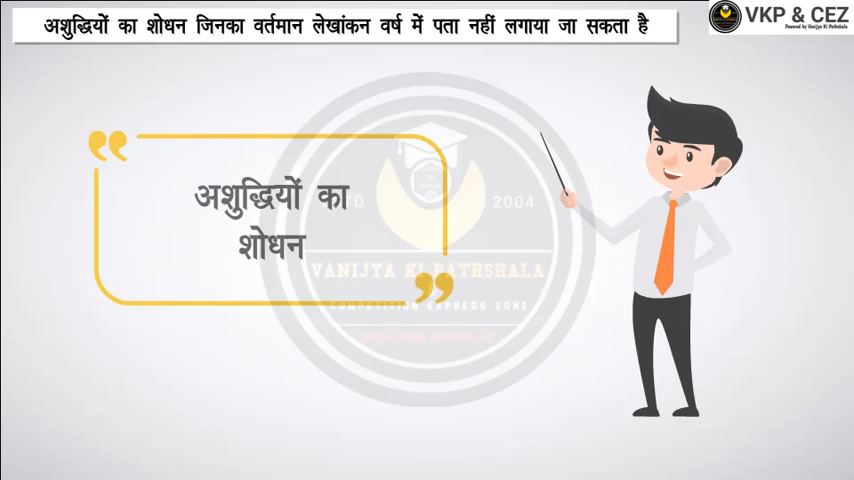 अशुद्धियों का शोधन जिनका वर्तमान लेखांकन वर्ष में पता नहीं लगाया जा सकता है
VKP & CEZ
Powered by Vanijya Ki Pathshala
अशुद्धियों का
शोधन
2004
VANIJYA KI PATHSHALA
COMPETITION EXPRESS ZONE